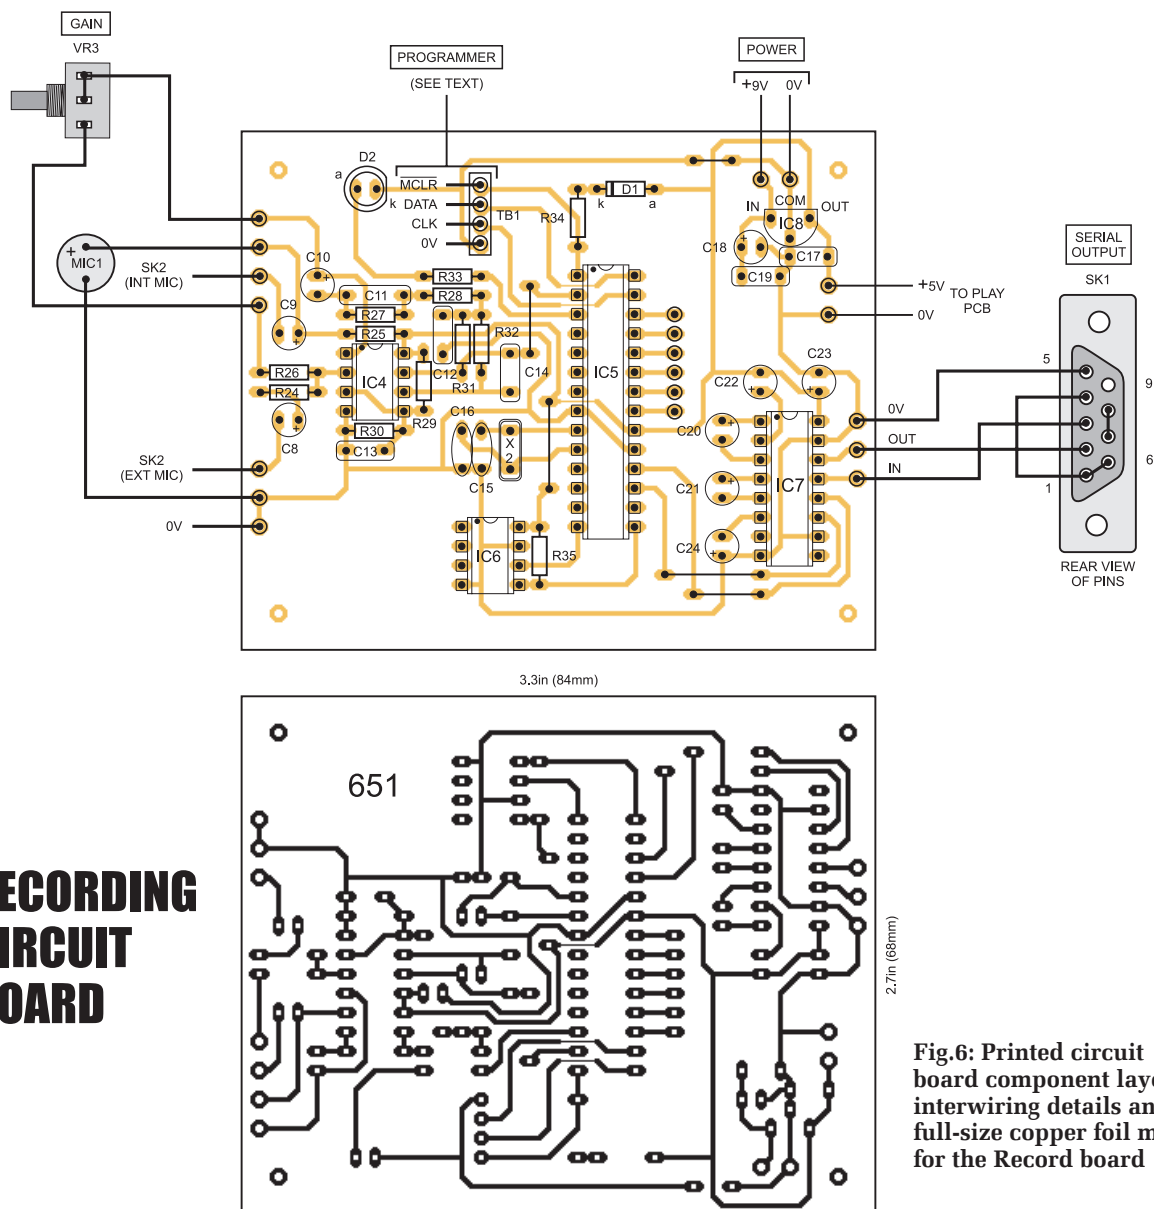 GAIN
VR3
PROGRAMMER
(SEE TEXT)
POWER
+9V 0V
D2
a
k
MCLR
DATA
CLK
0V
TB1
R34
k
D1
a
IN
COM
OUT
IC8
C18
C17
C19
SERIAL
OUTPUT
SK1
+
MIC1
SK2
(INT MIC)
C10
+
C11
R33
R28
+5V
0V
TO PLAY
PCB
C9
+
R27
R25
R32
C14
IC5
C23
C22
+
+
5
9
R26
R24
IC4
C12
R31
R29
C8
+
R30
C13
C16
C15
X
2
C20
+
0V
OUT
IN
SK2
(EXT MIC)
C21
+
IC7
1
6
0V
IC6
R35
C24
+
REAR VIEW
OF PINS
3.3in (84mm)
651
2.7in (68mm)
ECORDING
IRCUIT
OARD
Fig.6: Printed circuit
board component lay
interwiring details an
full-size copper foil m
for the Record board